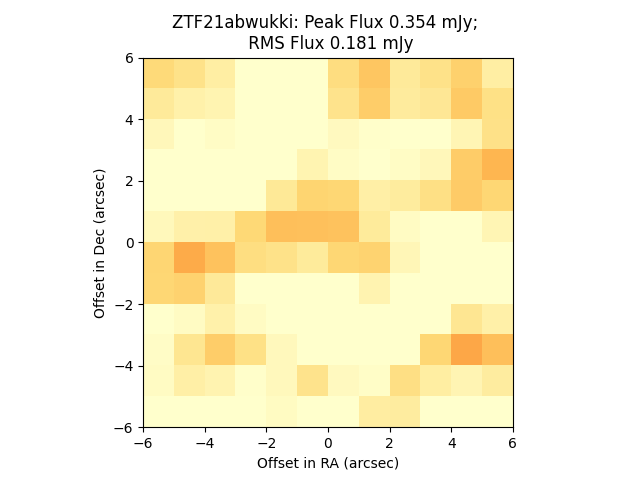 ZTF21abwukki: Peak Flux 0.354 mJy;
RMS Flux 0.181 mJy
6
4
2
0
−2
−4
−6
Offset in Dec (arcsec)
−6 −4 −2 0 2 4 6
Offset in RA (arcsec)